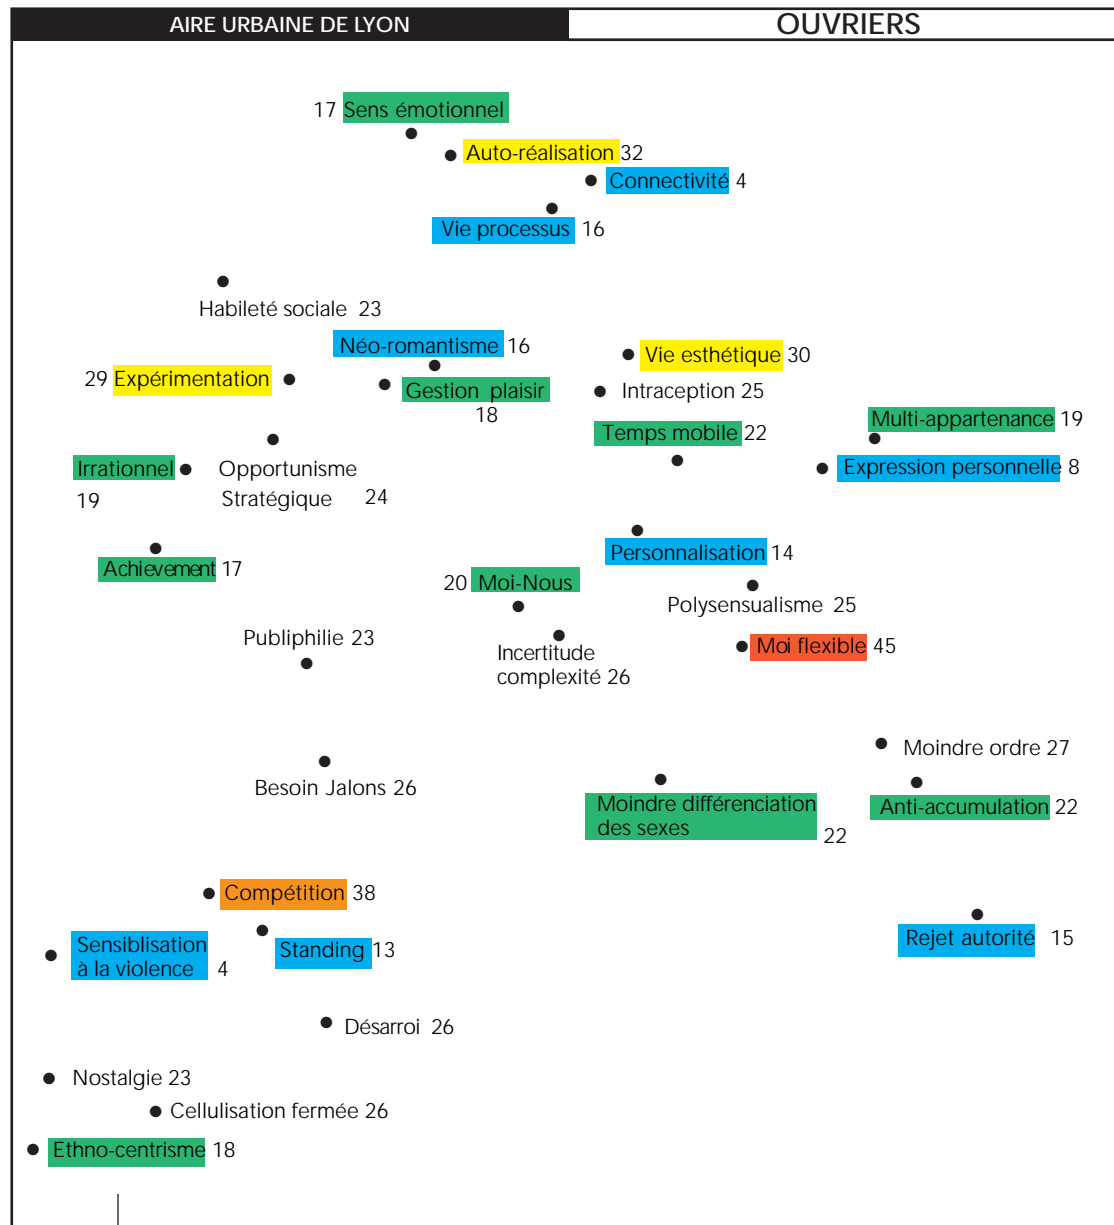 AIRE URBAINE DE LYON
OUVRIERS
17 Sens émotionnel
Auto-réalisation 32
Connectivité 4
Vie processus 16
Habileté sociale 23
Néo-romantisme 16
Vie esthétique 30
29 Expérimentation
Gestion plaisir
18
Intraception 25
Multi-appartenance 19
Temps mobile 22
Irrationnel
19
Opportunisme
Stratégique 24
Expression personnelle 8
Achievement 17
Personnalisation 14
20 Moi-Nous
Polysensualisme 25
Publiphilie 23
Incertitude
complexité 26
Moi flexible 45
Moindre ordre 27
Besoin Jalons 26
Moindre différenciation
des sexes
22
Anti-accumulation 22
Compétition 38
Sensiblisation
à la violence 4
Standing 13
Rejet autorité 15
Désarroi 26
Nostalgie 23
Cellulisation fermée 26
Ethno-centrisme 18